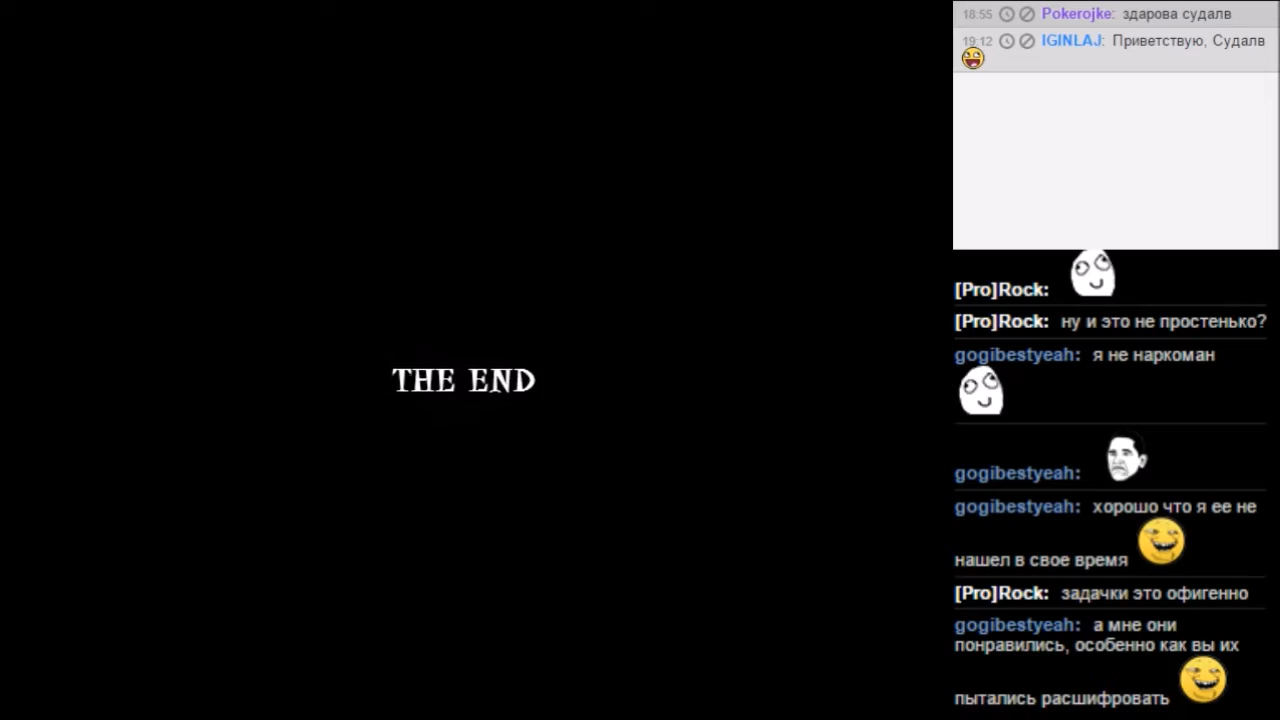 THE END
18:55 Pokerojke: здарова судалв
19:12 IGINLAJ: Приветствую, Судалв
[Pro]Rock:
[Pro]Rock: ну и это не простенько?
gogibestyeah: я не наркоман
gogibestyeah:
gogibestyeah: хорошо что я ее не
нашел в свое время
[Pro]Rock: задачки это офигенно
gogibestyeah: а мне они
понравились, особенно как вы их
пытались расшифровать